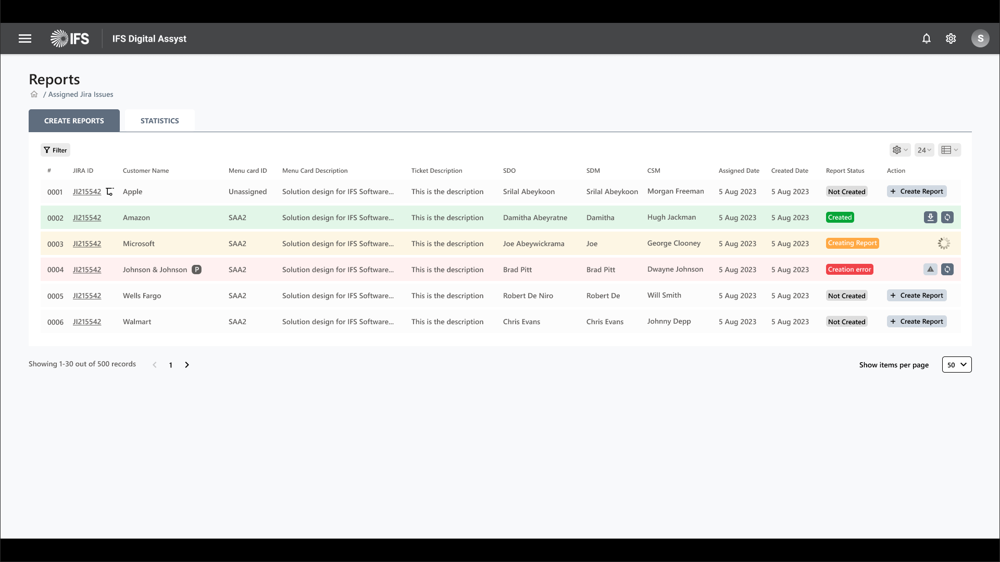 IFS IFS Digital Assyst S
Reports
/ Assigned Jira Issues
CREATE REPORTS STATISTICS
Filter 24
# JIRA ID Customer Name Menu card ID Menu Card Description Ticket Description SDO SDM CSM Assigned Date Created Date Report Status Action
0001 JI215542 Apple Unassigned Solution design for IFS Software... This is the description Srilal Abeykoon Srilal Abeykoon Morgan Freeman 5 Aug 2023 5 Aug 2023 Not Created + Create Report
0002 JI215542 Amazon SAA2 Solution design for IFS Software... This is the description Damitha Abeyratne Damitha Hugh Jackman 5 Aug 2023 5 Aug 2023 Created
0003 JI215542 Microsoft SAA2 Solution design for IFS Software... This is the description Joe Abeywickrama Joe George Clooney 5 Aug 2023 5 Aug 2023 Creating Report
0004 JI215542 Johnson & Johnson P SAA2 Solution design for IFS Software... This is the description Brad Pitt Brad Pitt Dwayne Johnson 5 Aug 2023 5 Aug 2023 Creation error
0005 JI215542 Wells Fargo SAA2 Solution design for IFS Software... This is the description Robert De Niro Robert De Will Smith 5 Aug 2023 5 Aug 2023 Not Created + Create Report
0006 JI215542 Walmart SAA2 Solution design for IFS Software... This is the description Chris Evans Chris Evans Johnny Depp 5 Aug 2023 5 Aug 2023 Not Created + Create Report
Showing 1-30 out of 500 records 1 Show items per page 50